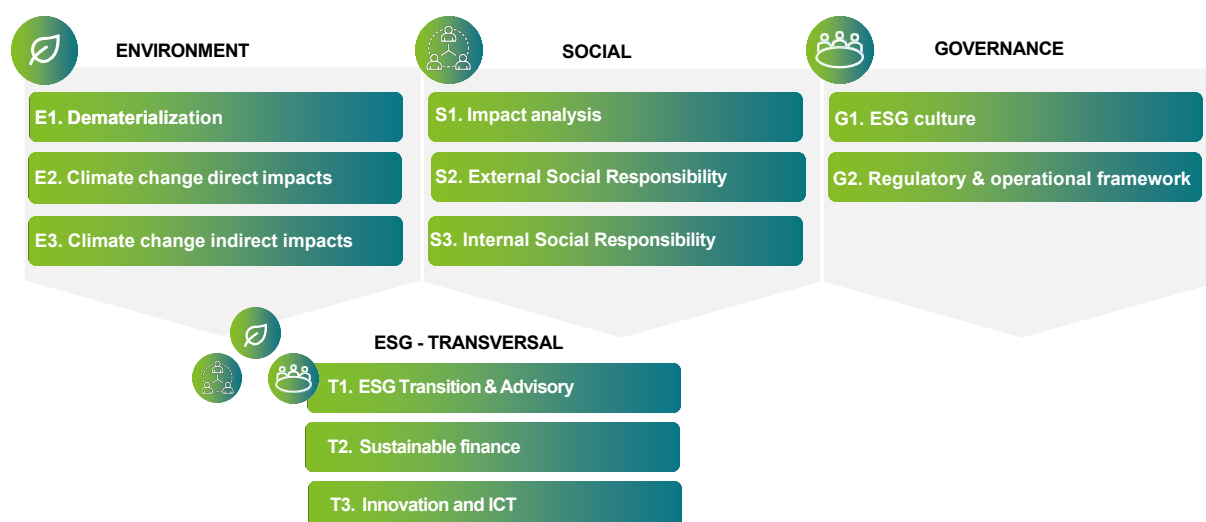 ENVIRONMENT
E1. Dematerialization
E2. Climate change direct impacts
E3. Climate change indirect impacts
SOCIAL
S1. Impact analysis
S2. External Social Responsibility
S3. Internal Social Responsibility
GOVERNANCE
G1. ESG culture
G2. Regulatory & operational framework
ESG - TRANSVERSAL
T1. ESG Transition & Advisory
T2. Sustainable finance
T3. Innovation and ICT